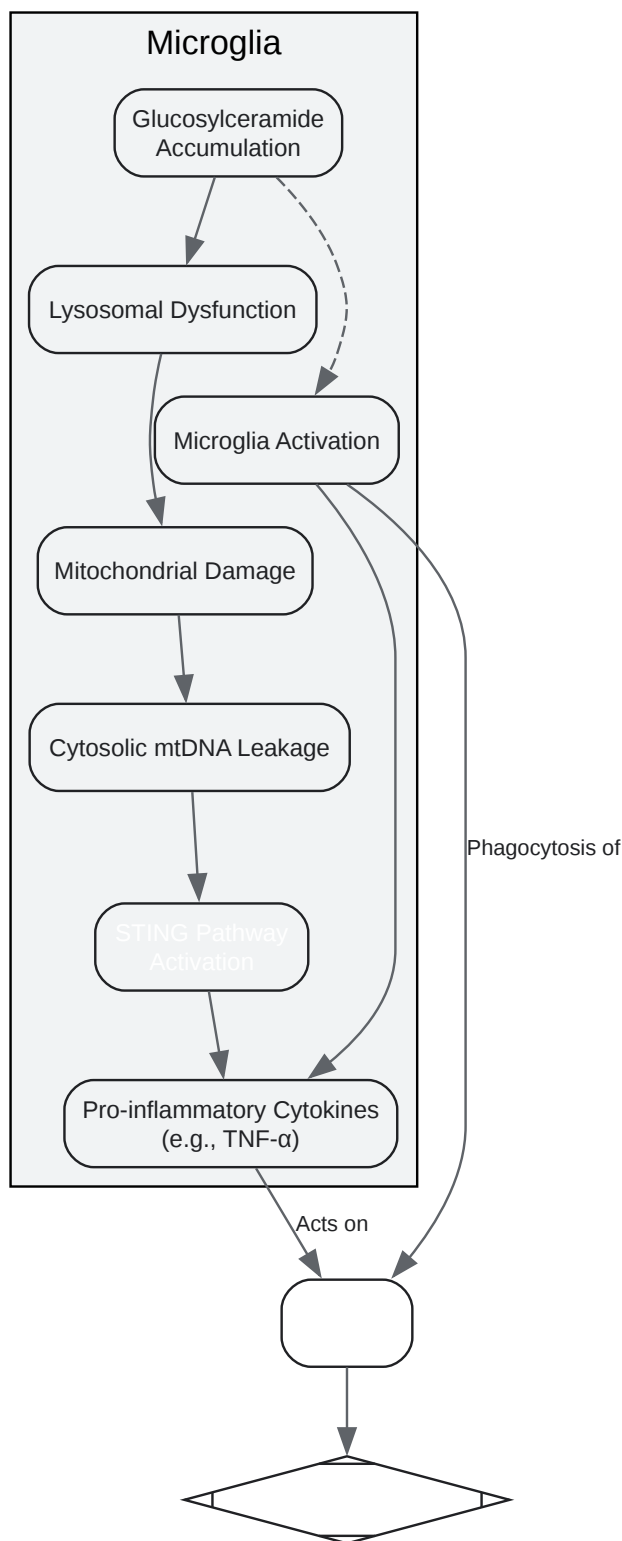 Microglia
Glucosylceramide
Accumulation
Lysosomal Dysfunction
Microglia Activation
Mitochondrial Damage
Cytosolic mtDNA Leakage
Phagocytosis of
STING Pathway
Activation
Pro-inflammatory Cytokines
(e.g., TNF-α)
Acts on